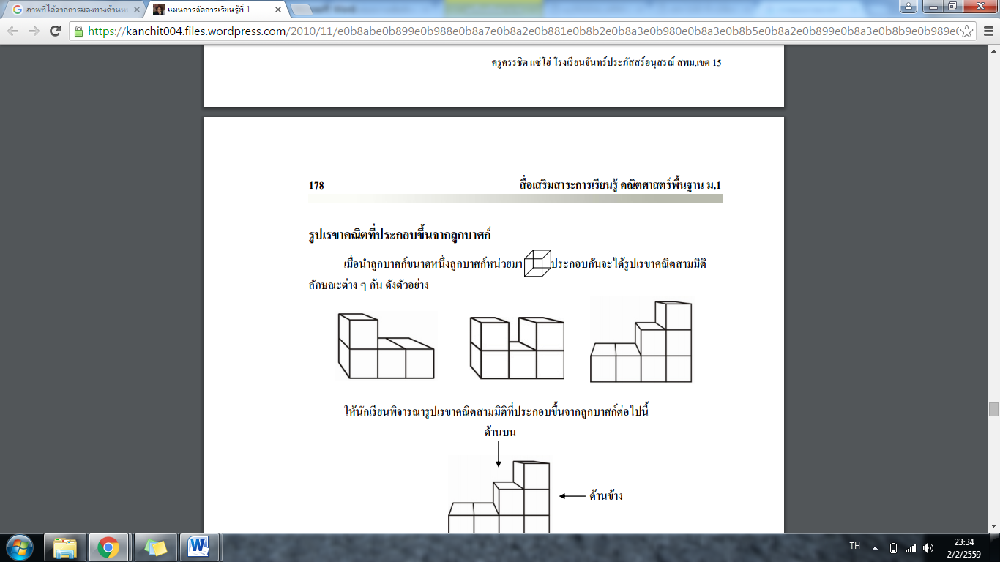 ภาพที่ได้จากการมองทางด้านห
แผนการจัดการเรียนรู้ที่ 1
https://kanchit004.files.wordpress.com/2010/11/e0b8abe0b899e0b988e0b8a7e0b8a2e0b881e0b8b2e0b8a3e0b980e0b8a3e0b8b5e0b8a2e0b899e0b8a3e0b8b9e0b989e
ครูครรชิต แซ่โฮ่ โรงเรียนจันทร์ประภัสสร์อนุสรณ์ สพม.เขต 15
178 สื่อเสริมสาระการเรียนรู้ คณิตศาสตร์พื้นฐาน ม.1
รูปเรขาคณิตที่ประกอบขึ้นจากลูกบาศก์
เมื่อนำลูกบาศก์ขนาดหนึ่งลูกบาศก์หน่วยมา ประกอบกันจะได้รูปเรขาคณิตสามมิติ
ลักษณะต่าง ๆ กัน ดังตัวอย่าง
ให้นักเรียนพิจารณารูปเรขาคณิตสามมิติที่ประกอบขึ้นจากลูกบาศก์ต่อไปนี้
ด้านบน
ด้านข้าง
TH
23:34
2/2/2559